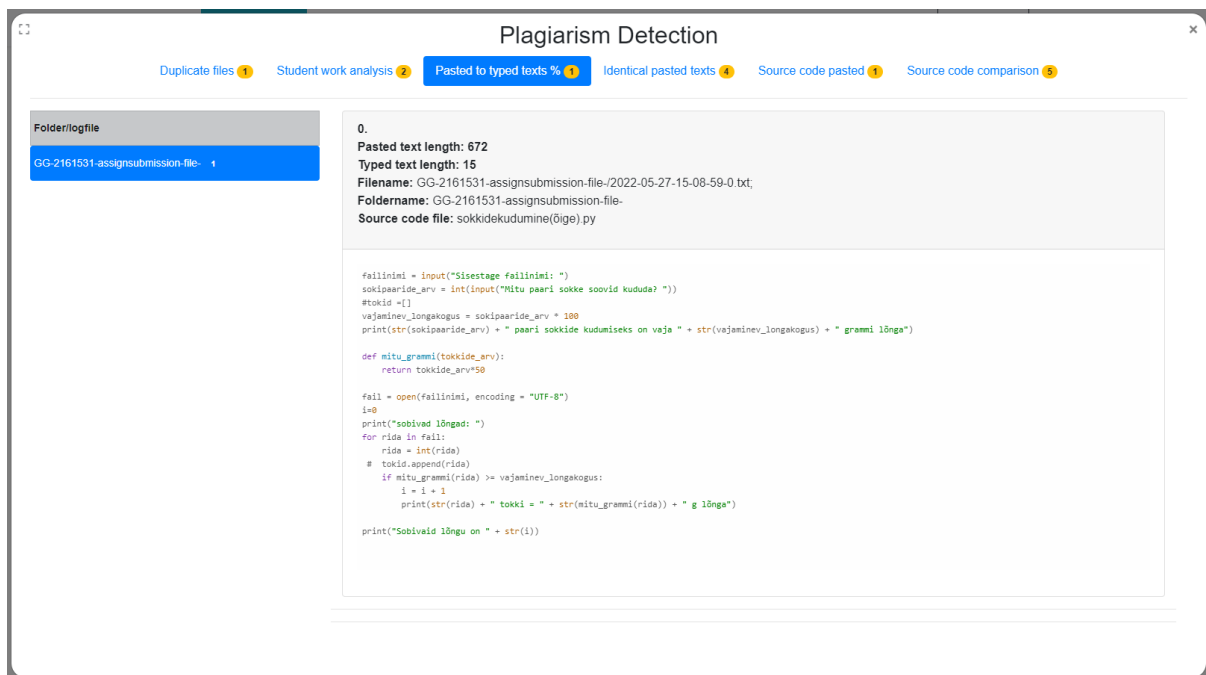 Plagiarism Detection
×
Duplicate files 1 Student work analysis 2 Pasted to typed texts % 1 Identical pasted texts 4 Source code pasted 1 Source code comparison 5
Folder/logfile
GG-2161531-assignsubmission-file- 1
0.
Pasted text length: 672
Typed text length: 15
Filename: GG-2161531-assignsubmission-file-/2022-05-27-15-08-59-0.txt;
Foldername: GG-2161531-assignsubmission-file-
Source code file: sokkidekudumine(õige).py
failinimi = input("Sisestage failinimi: ")
sokipaaride_arv = int(input("Mitu paari sokke soovid kududa? "))
#tokid =[]
vajaminev_longakogus = sokipaaride_arv * 100
print(str(sokipaaride_arv) + " paari sokkide kudumiseks on vaja " + str(vajaminev_longakogus) + " grammi lõnga")
def mitu_grammi(tokkide_arv):
    return tokkide_arv*50
fail = open(failinimi, encoding = "UTF-8")
i=0
print("sobivad lõngad: ")
for rida in fail:
    rida = int(rida)
 #  tokid.append(rida)
    if mitu_grammi(rida) >= vajaminev_longakogus:
        i = i + 1
        print(str(rida) + " tokki = " + str(mitu_grammi(rida)) + " g lõnga")
print("Sobivaid lõngu on " + str(i))